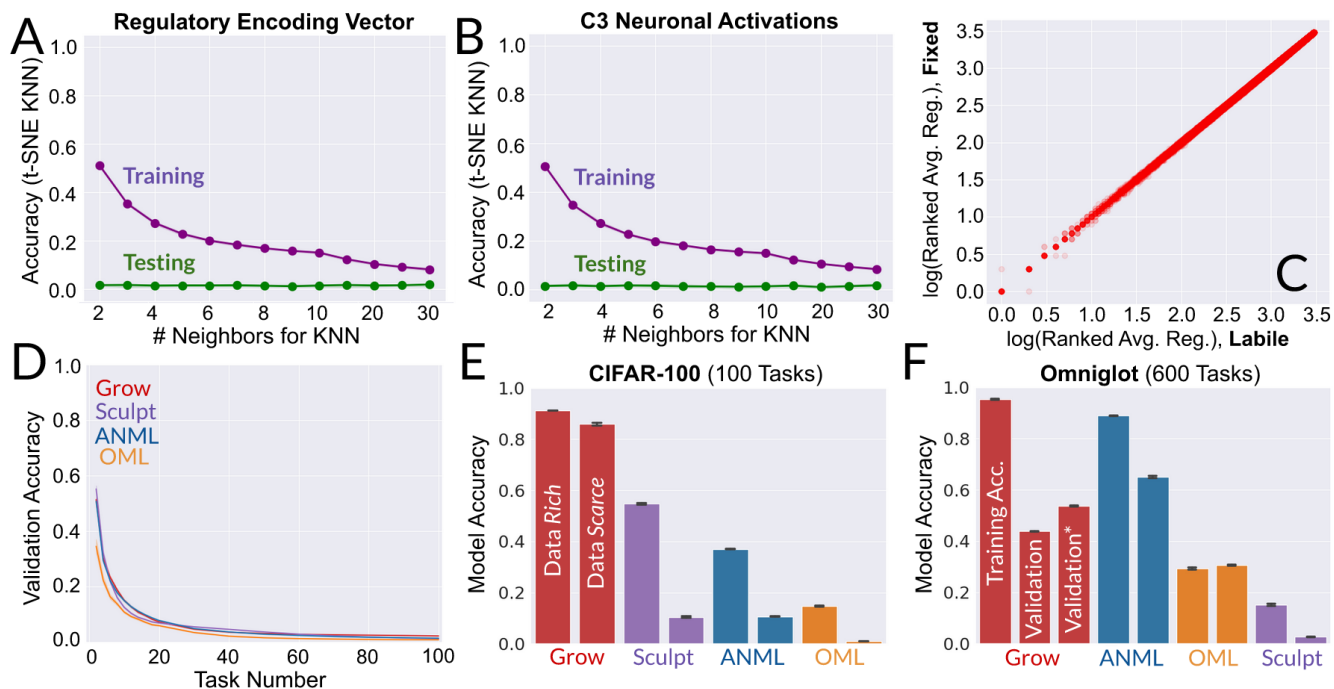 A
Regulatory Encoding Vector
Accuracy (t-SNE KNN)
1.0
0.8
0.6
0.4
0.2
0.0
Training
Testing
2 4 6 8 10 20 30
# Neighbors for KNN
B
C3 Neuronal Activations
Accuracy (t-SNE KNN)
1.0
0.8
0.6
0.4
0.2
0.0
Training
Testing
2 4 6 8 10 20 30
# Neighbors for KNN
C
log(Ranked Avg. Reg.), Fixed
3.5
3.0
2.5
2.0
1.5
1.0
0.5
0.0
0.0 0.5 1.0 1.5 2.0 2.5 3.0 3.5
log(Ranked Avg. Reg.), Labile
D
Validation Accuracy
1.0
0.8
0.6
0.4
0.2
0.0
Grow
Sculpt
ANML
OML
0 20 40 60 80 100
Task Number
E
CIFAR-100 (100 Tasks)
Model Accuracy
1.0
0.8
0.6
0.4
0.2
0.0
Data Rich
Data Scarce
Grow Sculpt ANML OML
F
Omniglot (600 Tasks)
Model Accuracy
1.0
0.8
0.6
0.4
0.2
0.0
Training Acc.
Validation
Validation*
Grow ANML OML Sculpt